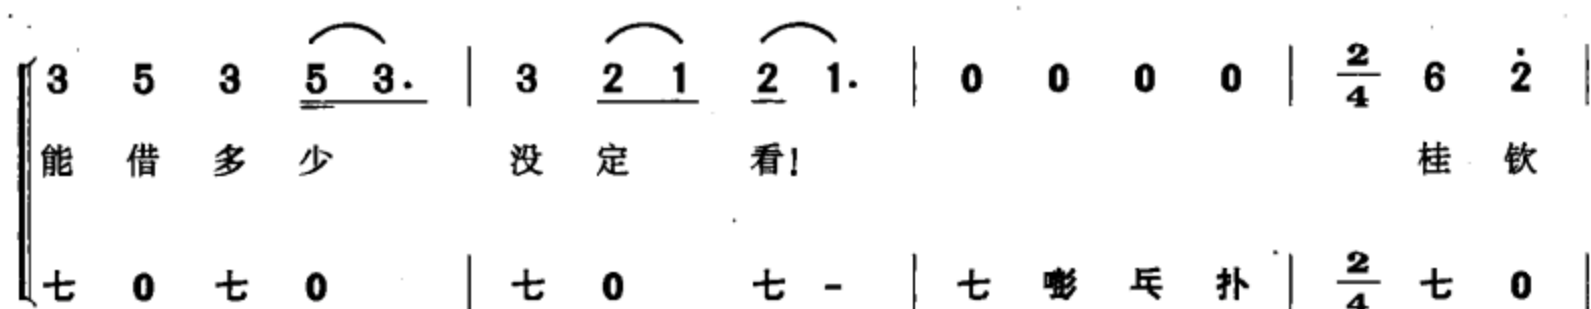 3 5 3 5 3. | 3 2 1 2 1. | 0 0 0 0 | 2/4 6 2̇ |
能 借 多 少 没 定 看! 桂 钦
七 0 七 0 | 七 0 七 - | 七 嘭 乓 扑 | 2/4 七 0 |